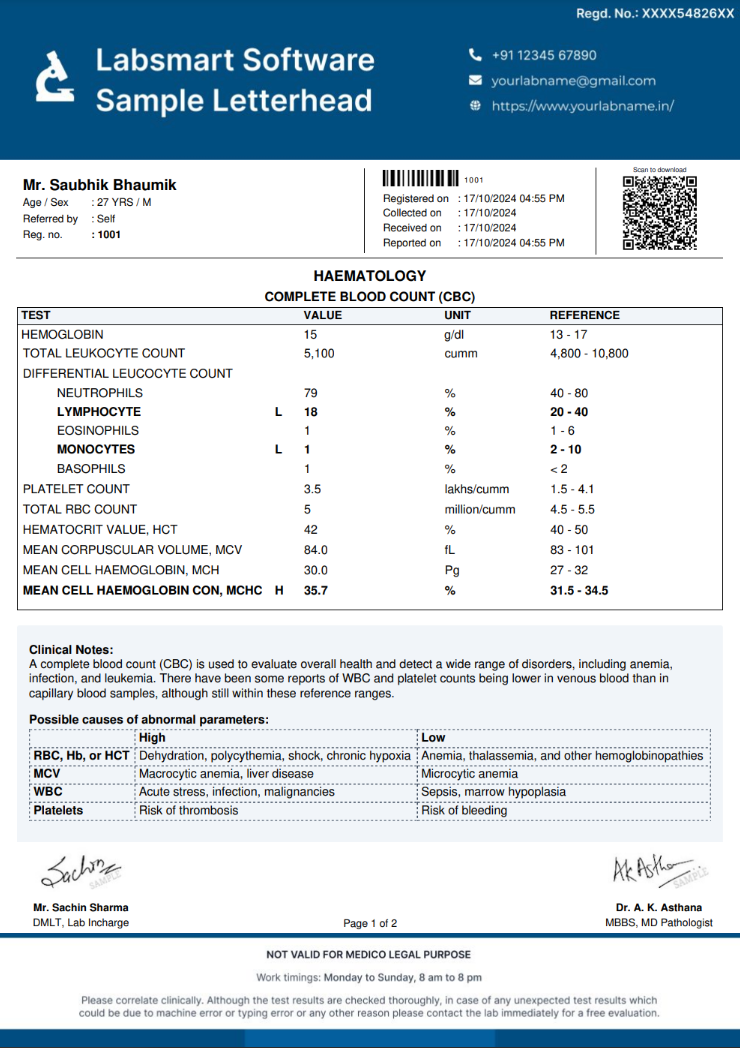 Regd. No.: XXXX54826XX
Labsmart Software
Sample Letterhead
+91 12345 67890
yourlabname@gmail.com
https://www.yourlabname.in/
Mr. Saubhik Bhaumik
Age / Sex : 27 YRS / M
Referred by : Self
Reg. no. : 1001
1001
Registered on : 17/10/2024 04:55 PM
Collected on : 17/10/2024
Received on : 17/10/2024
Reported on : 17/10/2024 04:55 PM
Scan to download
HAEMATOLOGY
COMPLETE BLOOD COUNT (CBC)
TEST VALUE UNIT REFERENCE
HEMOGLOBIN 15 g/dl 13 - 17
TOTAL LEUKOCYTE COUNT 5,100 cumm 4,800 - 10,800
DIFFERENTIAL LEUCOCYTE COUNT
NEUTROPHILS 79 % 40 - 80
LYMPHOCYTE L 18 % 20 - 40
EOSINOPHILS 1 % 1 - 6
MONOCYTES L 1 % 2 - 10
BASOPHILS 1 % < 2
PLATELET COUNT 3.5 lakhs/cumm 1.5 - 4.1
TOTAL RBC COUNT 5 million/cumm 4.5 - 5.5
HEMATOCRIT VALUE, HCT 42 % 40 - 50
MEAN CORPUSCULAR VOLUME, MCV 84.0 fL 83 - 101
MEAN CELL HAEMOGLOBIN, MCH 30.0 Pg 27 - 32
MEAN CELL HAEMOGLOBIN CON, MCHC H 35.7 % 31.5 - 34.5
Clinical Notes:
A complete blood count (CBC) is used to evaluate overall health and detect a wide range of disorders, including anemia,
infection, and leukemia. There have been some reports of WBC and platelet counts being lower in venous blood than in
capillary blood samples, although still within these reference ranges.
Possible causes of abnormal parameters:
High Low
RBC, Hb, or HCT Dehydration, polycythemia, shock, chronic hypoxia Anemia, thalassemia, and other hemoglobinopathies
MCV Macrocytic anemia, liver disease Microcytic anemia
WBC Acute stress, infection, malignancies Sepsis, marrow hypoplasia
Platelets Risk of thrombosis Risk of bleeding
Sachin
SAMPLE
Ak Asthana
SAMPLE
Mr. Sachin Sharma
DMLT, Lab Incharge
Page 1 of 2
Dr. A. K. Asthana
MBBS, MD Pathologist
NOT VALID FOR MEDICO LEGAL PURPOSE
Work timings: Monday to Sunday, 8 am to 8 pm
Please correlate clinically. Although the test results are checked thoroughly, in case of any unexpected test results which
could be due to machine error or typing error or any other reason please contact the lab immediately for a free evaluation.